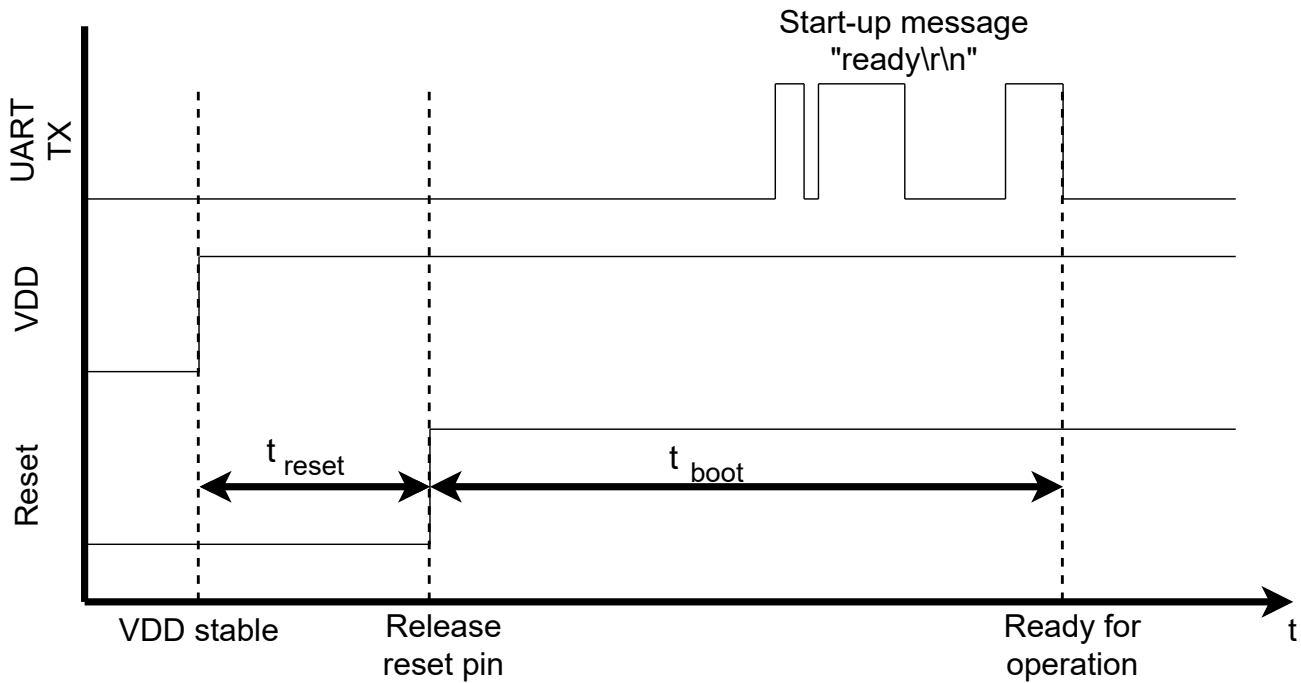 Start-up message
"ready\r\n"
UART
TX
VDD
Reset
t reset
t boot
VDD stable
Release
reset pin
Ready for
operation
t